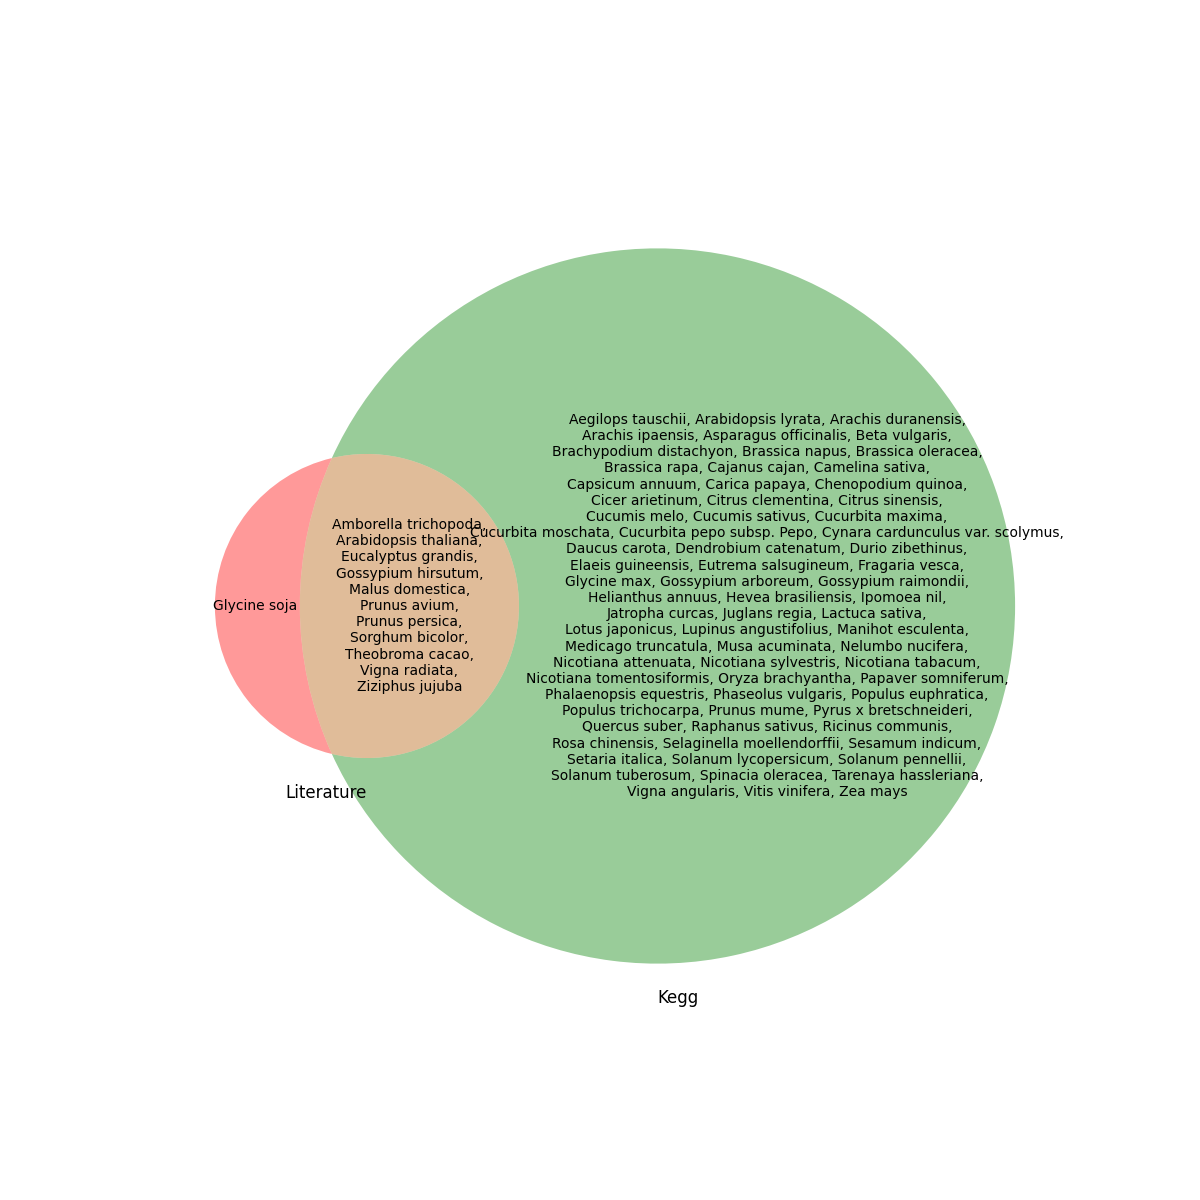 Glycine soja
Amborella trichopoda,
Arabidopsis thaliana,
Eucalyptus grandis,
Gossypium hirsutum,
Malus domestica,
Prunus avium,
Prunus persica,
Sorghum bicolor,
Theobroma cacao,
Vigna radiata,
Ziziphus jujuba
Aegilops tauschii, Arabidopsis lyrata, Arachis duranensis,
Arachis ipaensis, Asparagus officinalis, Beta vulgaris,
Brachypodium distachyon, Brassica napus, Brassica oleracea,
Brassica rapa, Cajanus cajan, Camelina sativa,
Capsicum annuum, Carica papaya, Chenopodium quinoa,
Cicer arietinum, Citrus clementina, Citrus sinensis,
Cucumis melo, Cucumis sativus, Cucurbita maxima,
Cucurbita moschata, Cucurbita pepo subsp. Pepo, Cynara cardunculus var. scolymus,
Daucus carota, Dendrobium catenatum, Durio zibethinus,
Elaeis guineensis, Eutrema salsugineum, Fragaria vesca,
Glycine max, Gossypium arboreum, Gossypium raimondii,
Helianthus annuus, Hevea brasiliensis, Ipomoea nil,
Jatropha curcas, Juglans regia, Lactuca sativa,
Lotus japonicus, Lupinus angustifolius, Manihot esculenta,
Medicago truncatula, Musa acuminata, Nelumbo nucifera,
Nicotiana attenuata, Nicotiana sylvestris, Nicotiana tabacum,
Nicotiana tomentosiformis, Oryza brachyantha, Papaver somniferum,
Phalaenopsis equestris, Phaseolus vulgaris, Populus euphratica,
Populus trichocarpa, Prunus mume, Pyrus x bretschneideri,
Quercus suber, Raphanus sativus, Ricinus communis,
Rosa chinensis, Selaginella moellendorffii, Sesamum indicum,
Setaria italica, Solanum lycopersicum, Solanum pennellii,
Solanum tuberosum, Spinacia oleracea, Tarenaya hassleriana,
Vigna angularis, Vitis vinifera, Zea mays
Literature
Kegg